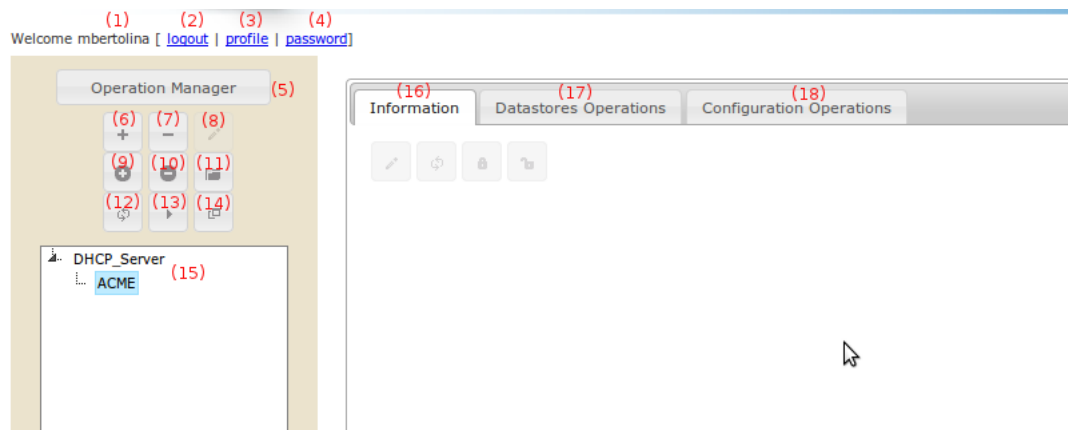 (1) (2) (3) (4)
Welcome mbertolina [ logout | profile | password]
Operation Manager (5)
(6) (7) (8)
(9) (10) (11)
(12) (13) (14)
DHCP_Server
ACME (15)
(16) (17) (18)
Information Datastores Operations Configuration Operations